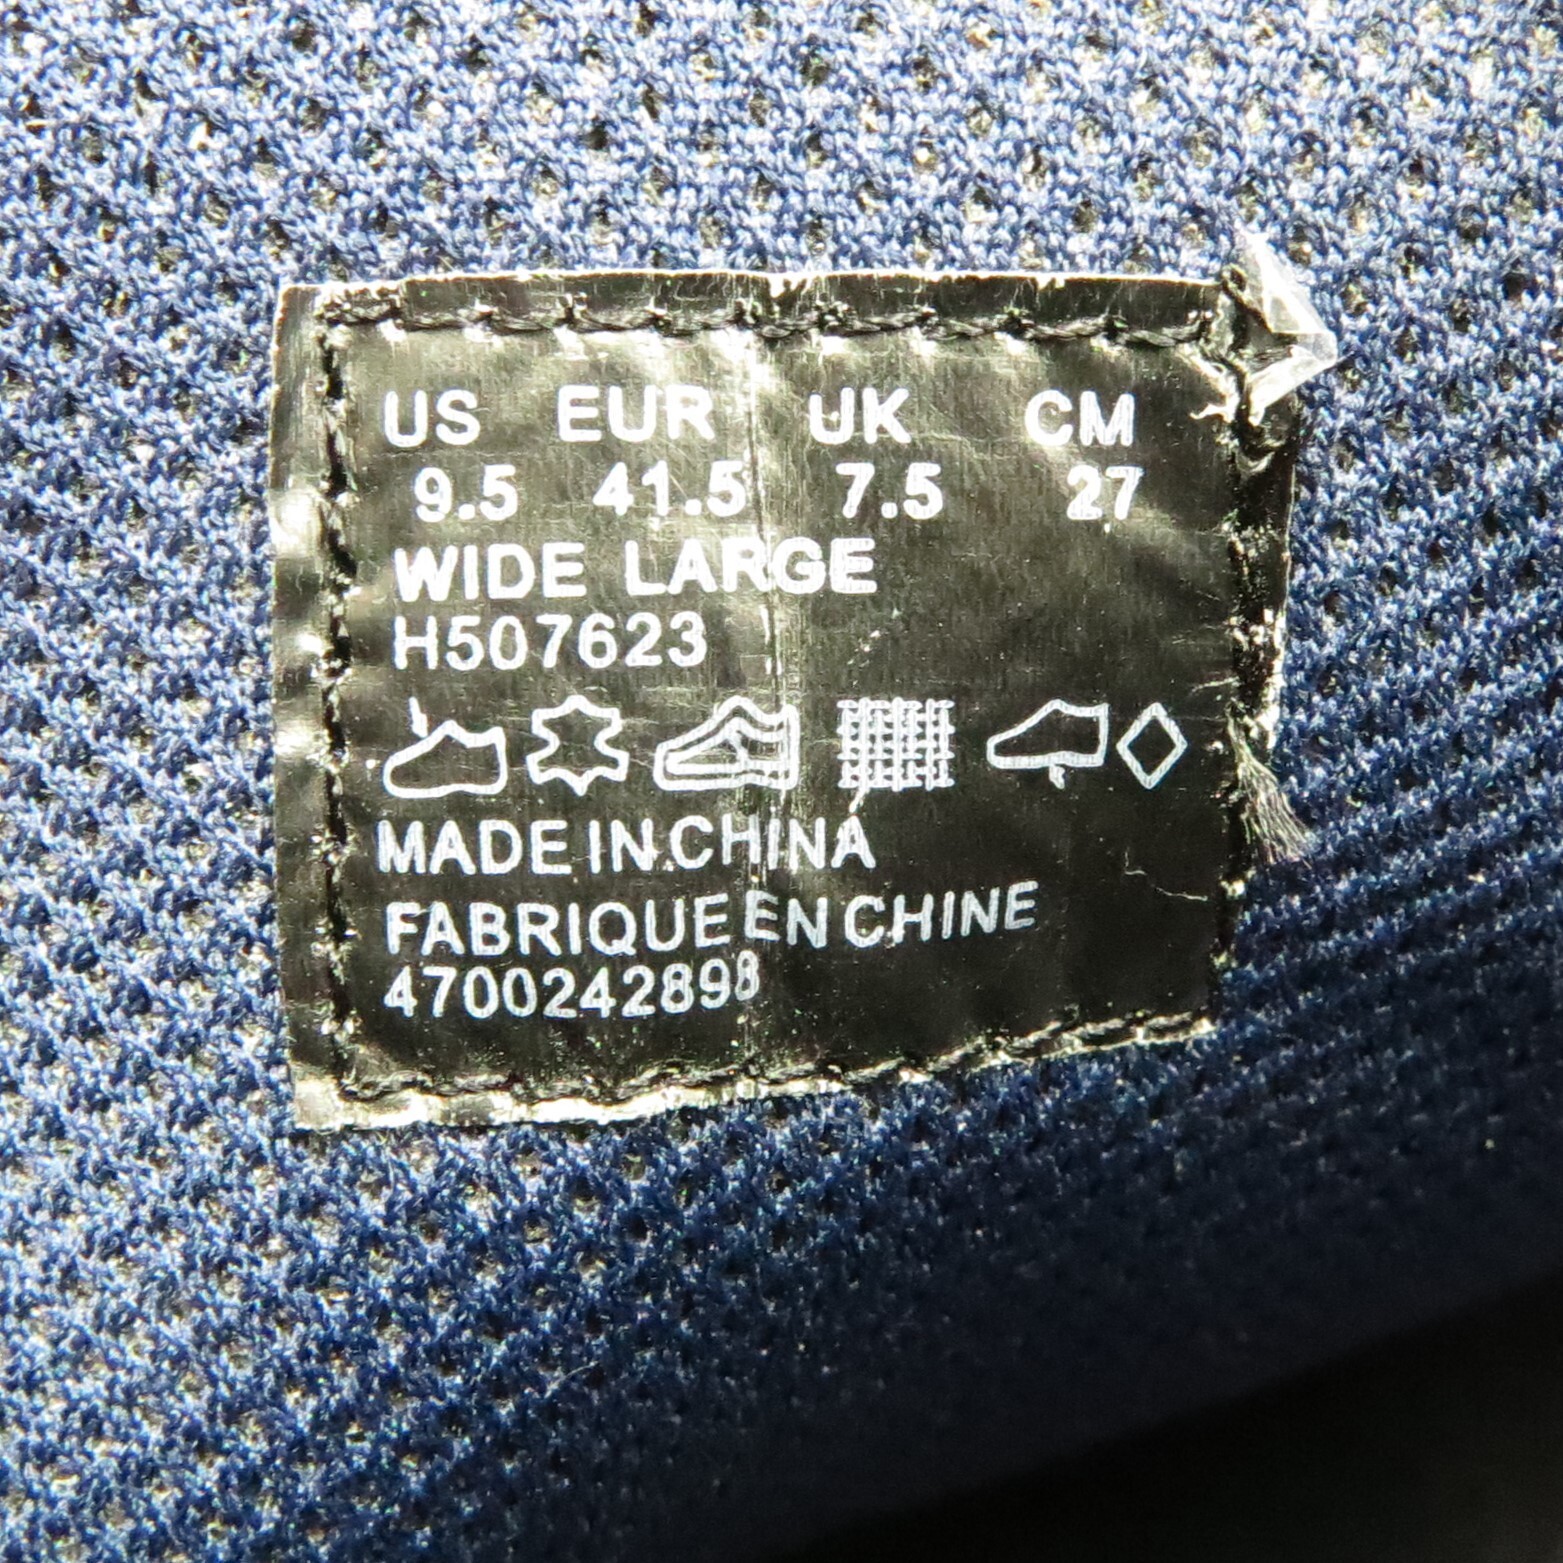 US EUR UK CM
9.5 41.5 7.5 27
WIDE LARGE
H507623
MADE IN CHINA
FABRIQUE EN CHINE
4700242898